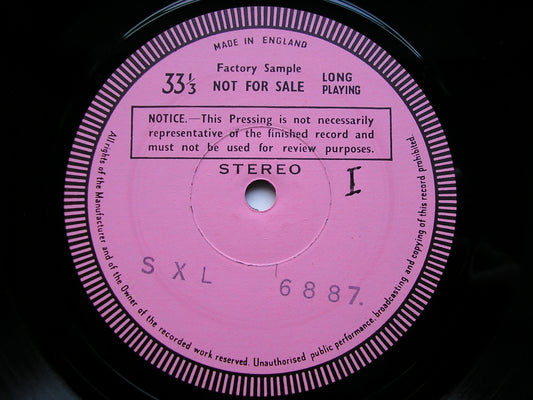 MADE IN ENGLAND
Factory Sample
33⅓ NOT FOR SALE LONG PLAYING
NOTICE.—This Pressing is not necessarily
representative of the finished record and
must not be used for review purposes.
STEREO
I
SXL 6887.
All rights of the Manufacturer and of the Owner of the recorded work reserved. Unauthorised public performance, broadcasting and copying of this record prohibited.